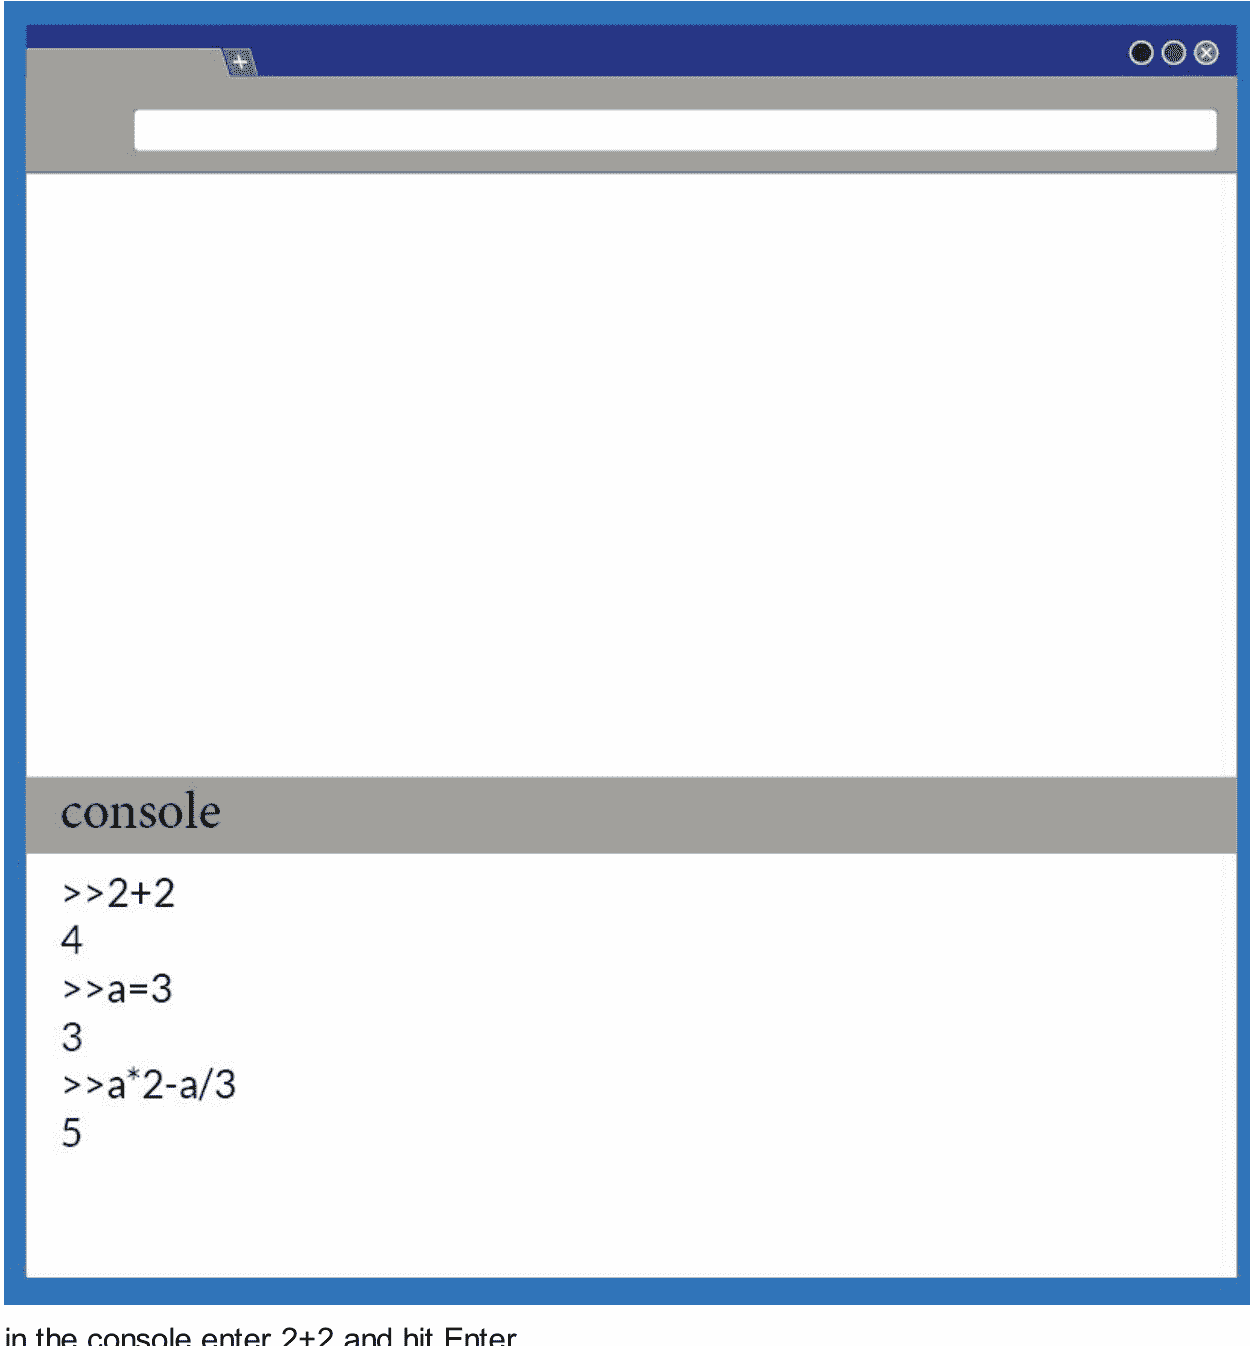 console
>>2+2
4
>>a=3
3
>>a*2-a/3
5
in the console enter 2+2 and hit Enter